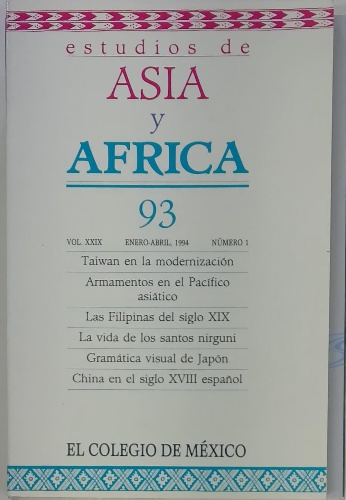 estudios de
ASIA
y
AFRICA
93
VOL. XXIX ENERO-ABRIL, 1994 NÚMERO 1
Taiwan en la modernización
Armamentos en el Pacífico
asiático
Las Filipinas del siglo XIX
La vida de los santos nirguni
Gramática visual de Japón
China en el siglo XVIII español
EL COLEGIO DE MÉXICO